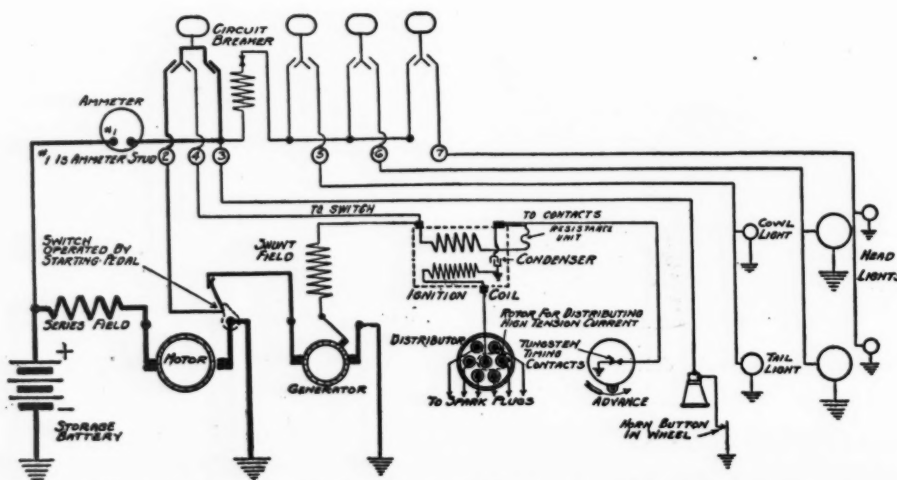 CIRCUIT
BREAKER
AMMETER
#1
#1 IS AMMETER STUD
2
4
3
5
6
7
TO SWITCH
TO CONTACTS
RESISTANCE
UNIT
SWITCH
OPERATED BY
STARTING PEDAL
SHUNT
FIELD
CONDENSER
COWL
LIGHT
HEAD
LIGHTS
IGNITION COIL
SERIES FIELD
ROTOR FOR DISTRIBUTING
HIGH TENSION CURRENT
DISTRIBUTOR
TUNGSTEN
TIMING
CONTACTS
MOTOR
+
GENERATOR
TAIL
LIGHT
TO SPARK PLUGS
ADVANCE
-
STORAGE
BATTERY
HORN BUTTON
IN WHEEL